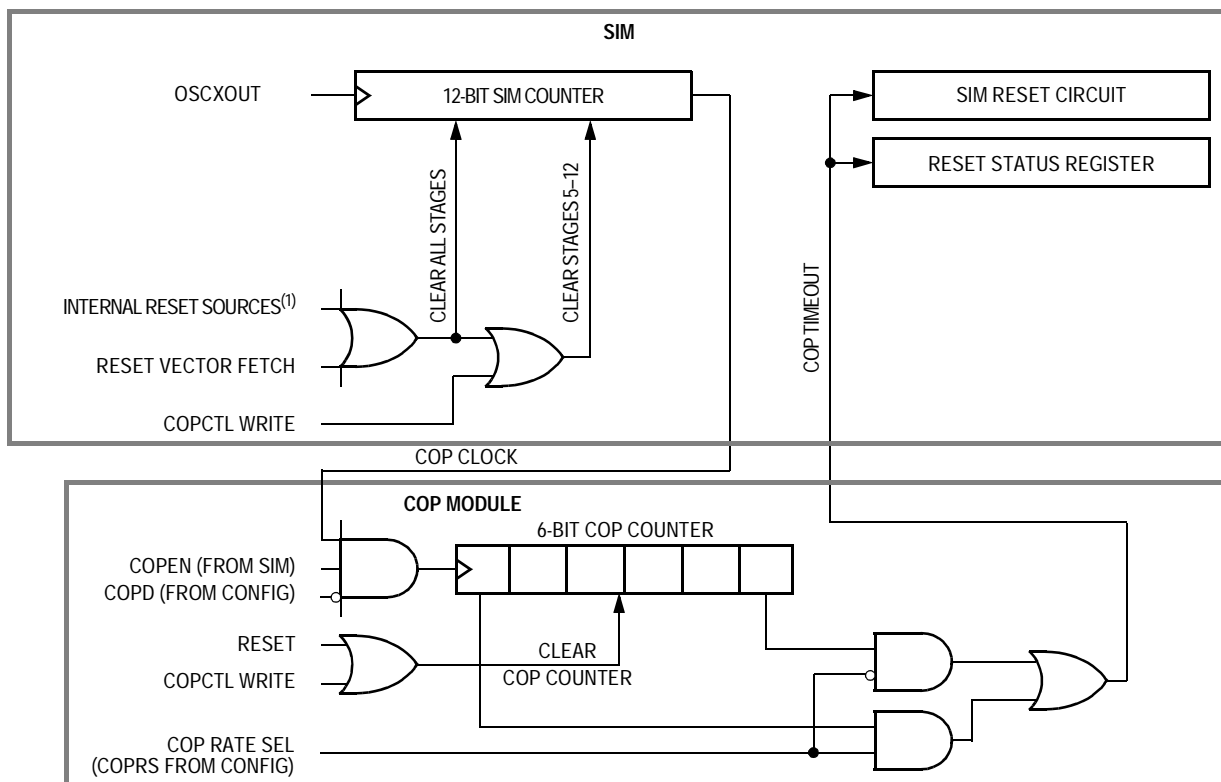 SIM
OSCXOUT
12-BIT SIM COUNTER
SIM RESET CIRCUIT
RESET STATUS REGISTER
CLEAR ALL STAGES
CLEAR STAGES 5–12
COP TIMEOUT
INTERNAL RESET SOURCES(1)
RESET VECTOR FETCH
COPCTL WRITE
COP CLOCK
COP MODULE
6-BIT COP COUNTER
COPEN (FROM SIM)
COPD (FROM CONFIG)
RESET
COPCTL WRITE
CLEAR
COP COUNTER
COP RATE SEL
(COPRS FROM CONFIG)